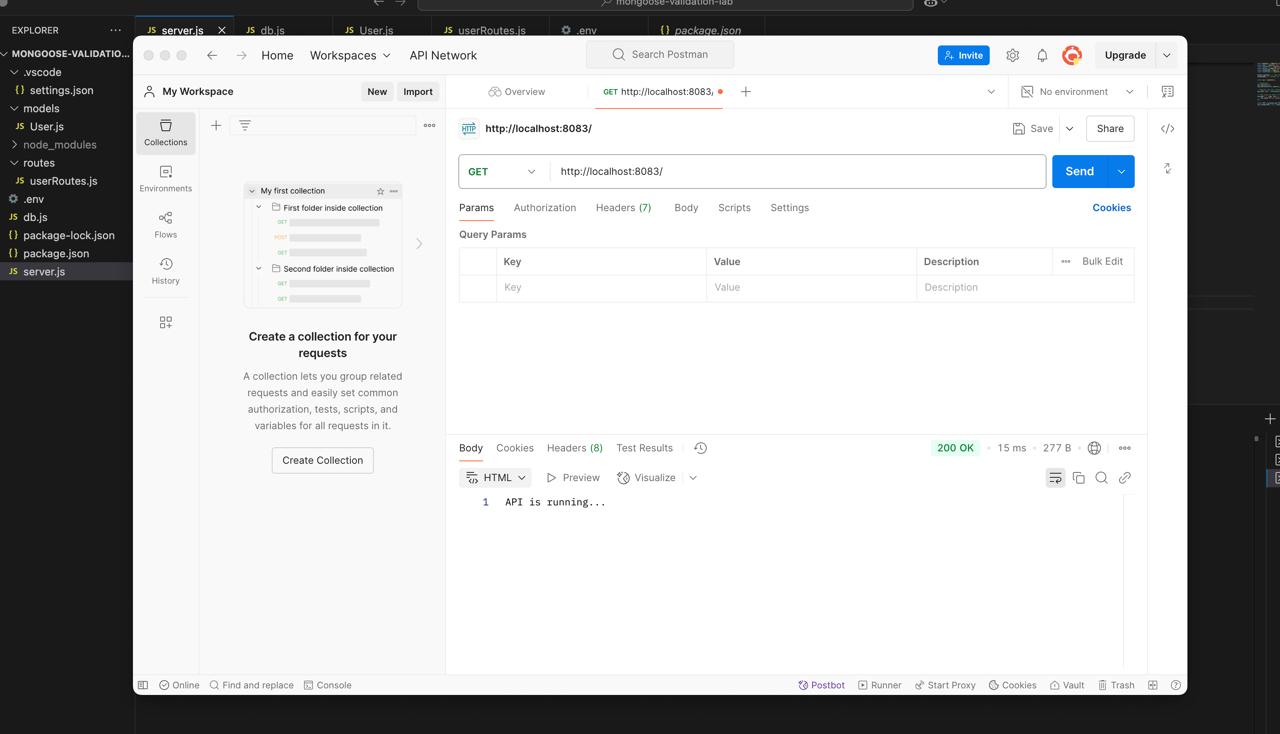 mongoose-validation-lab
EXPLORER
server.js
db.js
User.js
userRoutes.js
.env
package.json
MONGOOSE-VALIDATIO...
.vscode
settings.json
models
User.js
node_modules
routes
userRoutes.js
.env
db.js
package-lock.json
package.json
server.js
Home
Workspaces
API Network
Search Postman
Invite
Upgrade
My Workspace
New
Import
Overview
GET http://localhost:8083/
No environment
Collections
Environments
Flows
History
My first collection
First folder inside collection
GET
POST
GET
Second folder inside collection
GET
GET
Create a collection for your
requests
A collection lets you group related
requests and easily set common
authorization, tests, scripts, and
variables for all requests in it.
Create Collection
HTTP
http://localhost:8083/
Save
Share
GET
http://localhost:8083/
Send
Params
Authorization
Headers (7)
Body
Scripts
Settings
Cookies
Query Params
Key
Value
Description
Bulk Edit
Key
Value
Description
Body
Cookies
Headers (8)
Test Results
200 OK
15 ms
277 B
HTML
Preview
Visualize
1 API is running...
Online
Find and replace
Console
Postbot
Runner
Start Proxy
Cookies
Vault
Trash